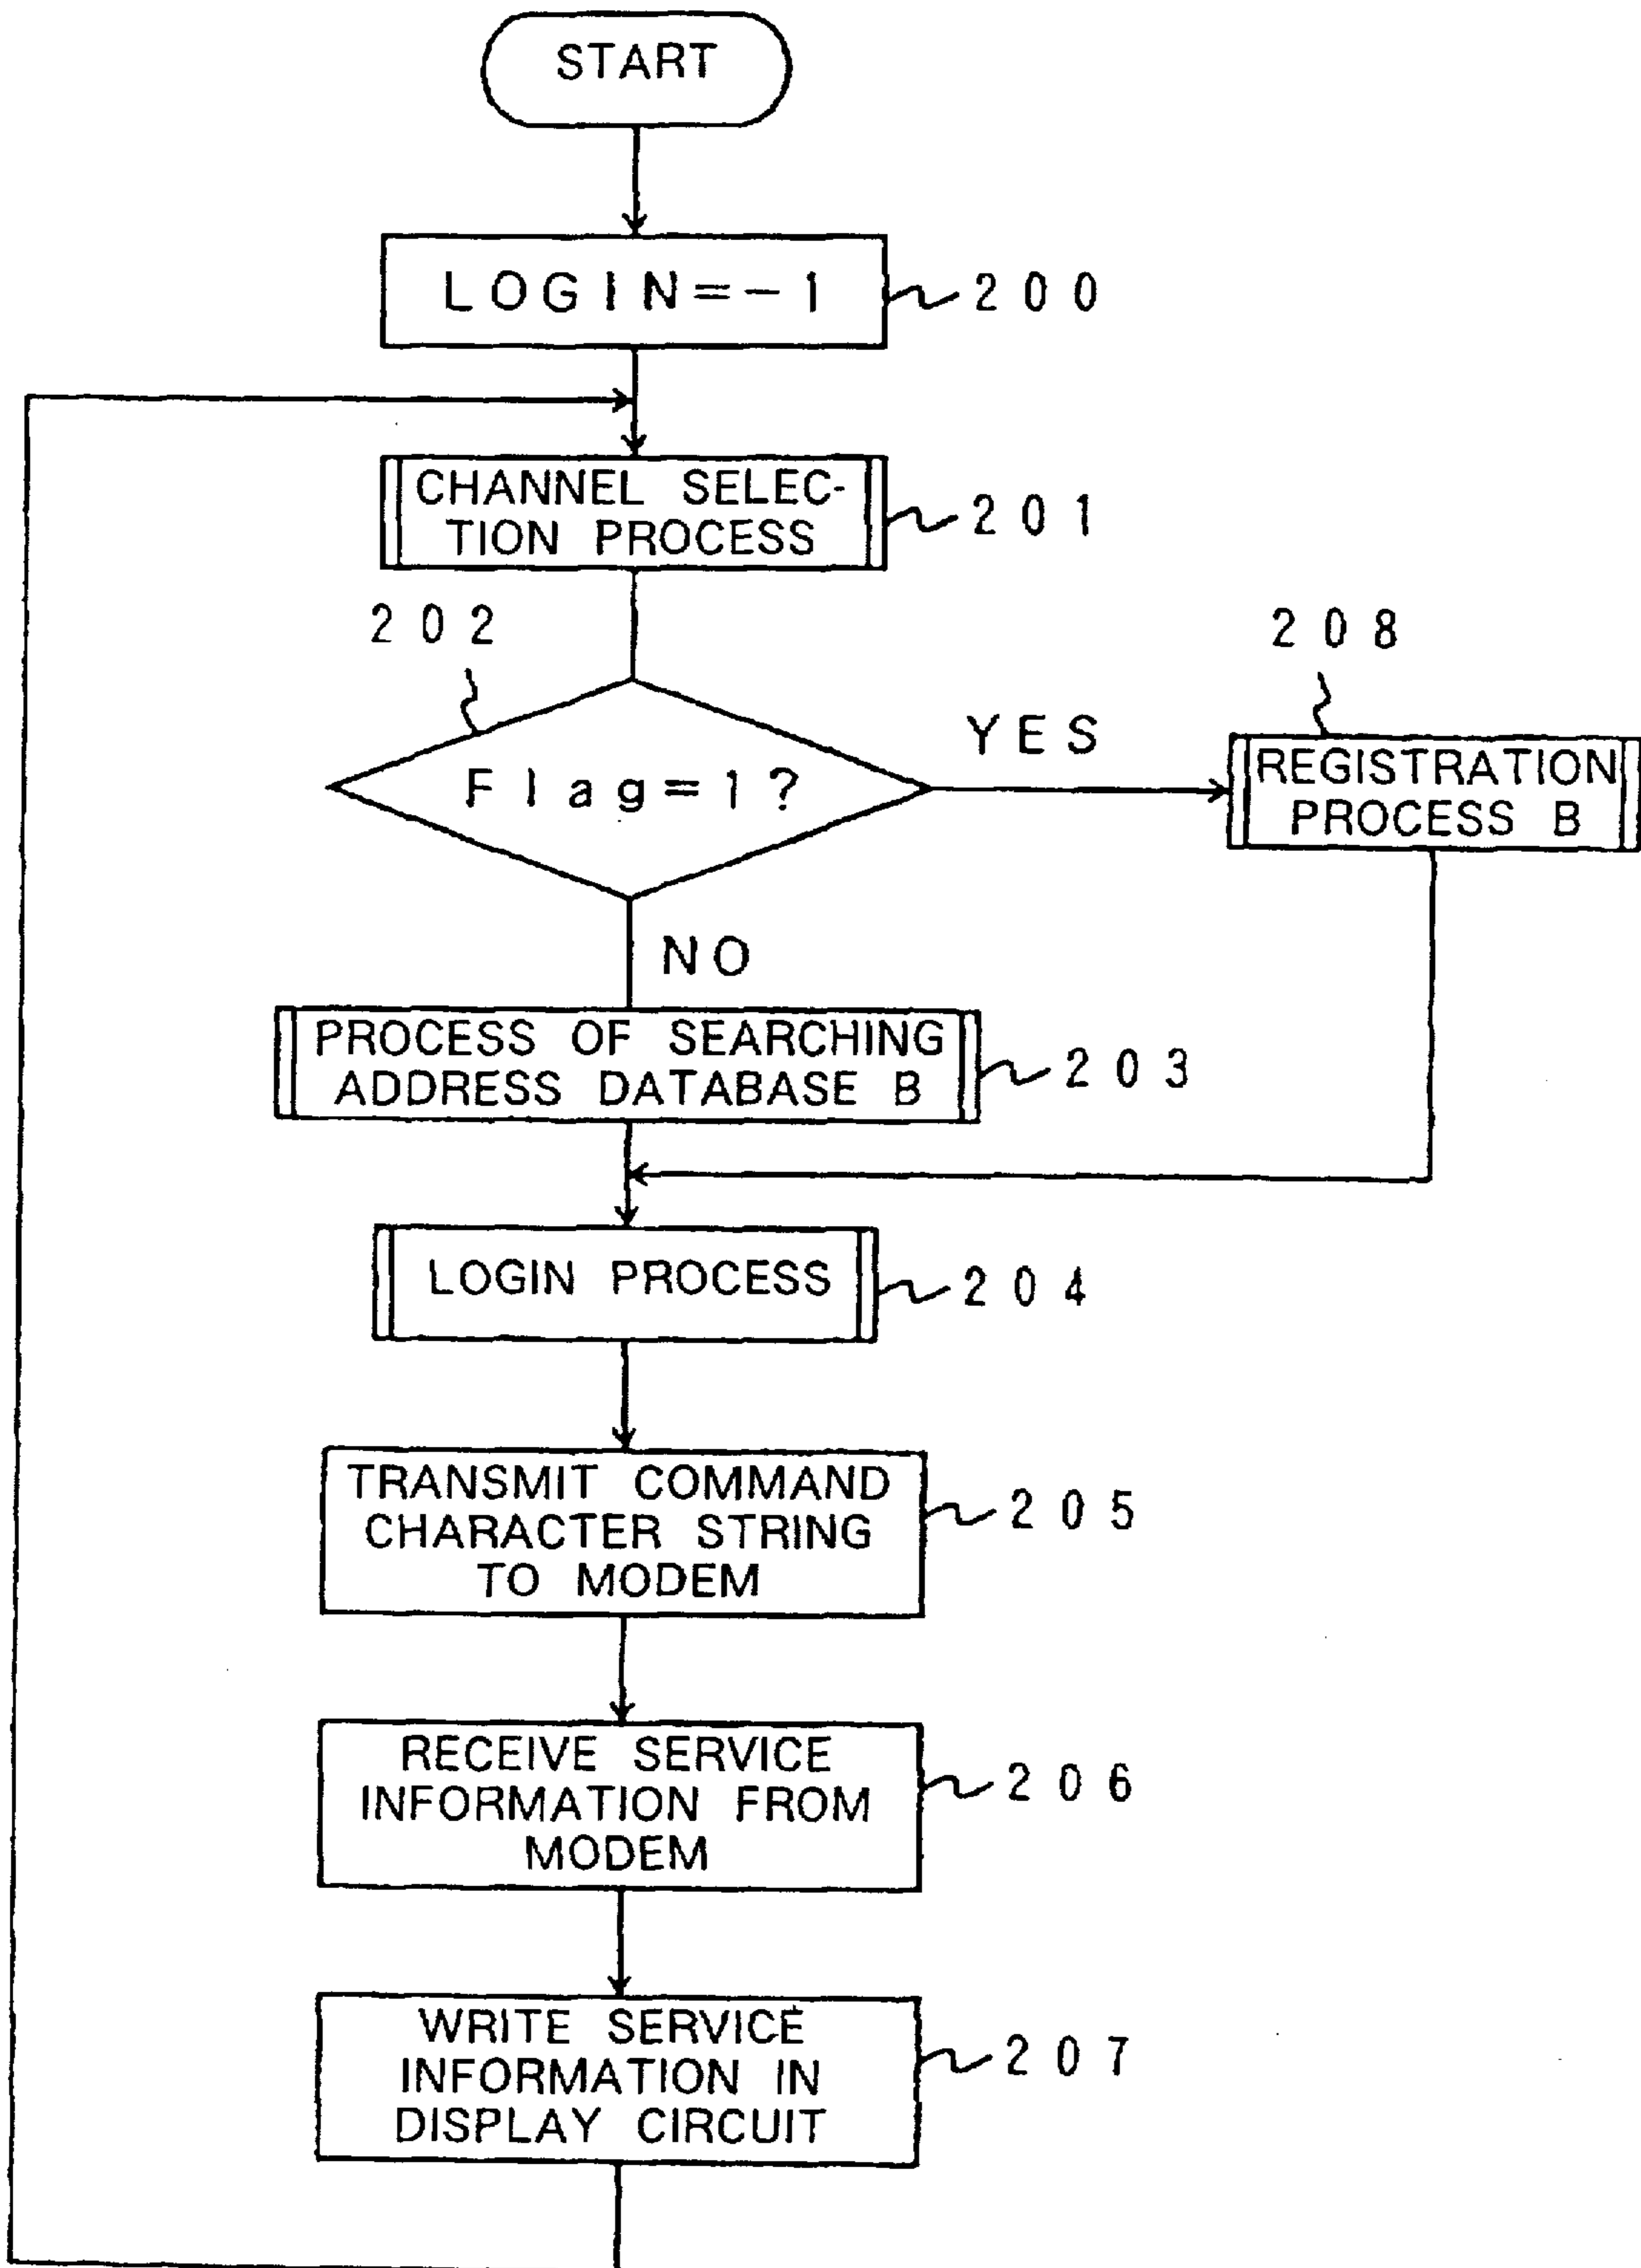 START
LOGIN=-1
200
CHANNEL SELEC-
TION PROCESS
201
202
Flag=1?
YES
208
REGISTRATION
PROCESS B
NO
PROCESS OF SEARCHING
ADDRESS DATABASE B
203
LOGIN PROCESS
204
TRANSMIT COMMAND
CHARACTER STRING
TO MODEM
205
RECEIVE SERVICE
INFORMATION FROM
MODEM
206
WRITE SERVICE
INFORMATION IN
DISPLAY CIRCUIT
207